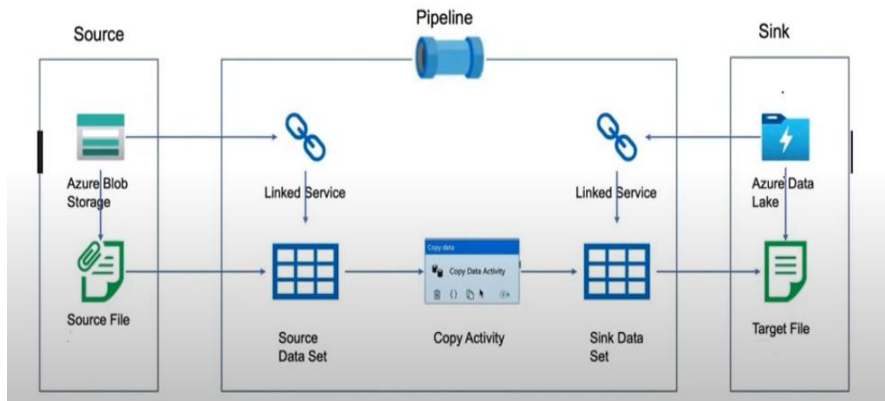 Pipeline
Source
Sink
Azure Blob
Storage
Linked Service
Linked Service
Azure Data
Lake
Copy data
Copy Data Activity
Source File
Source
Data Set
Copy Activity
Sink Data
Set
Target File